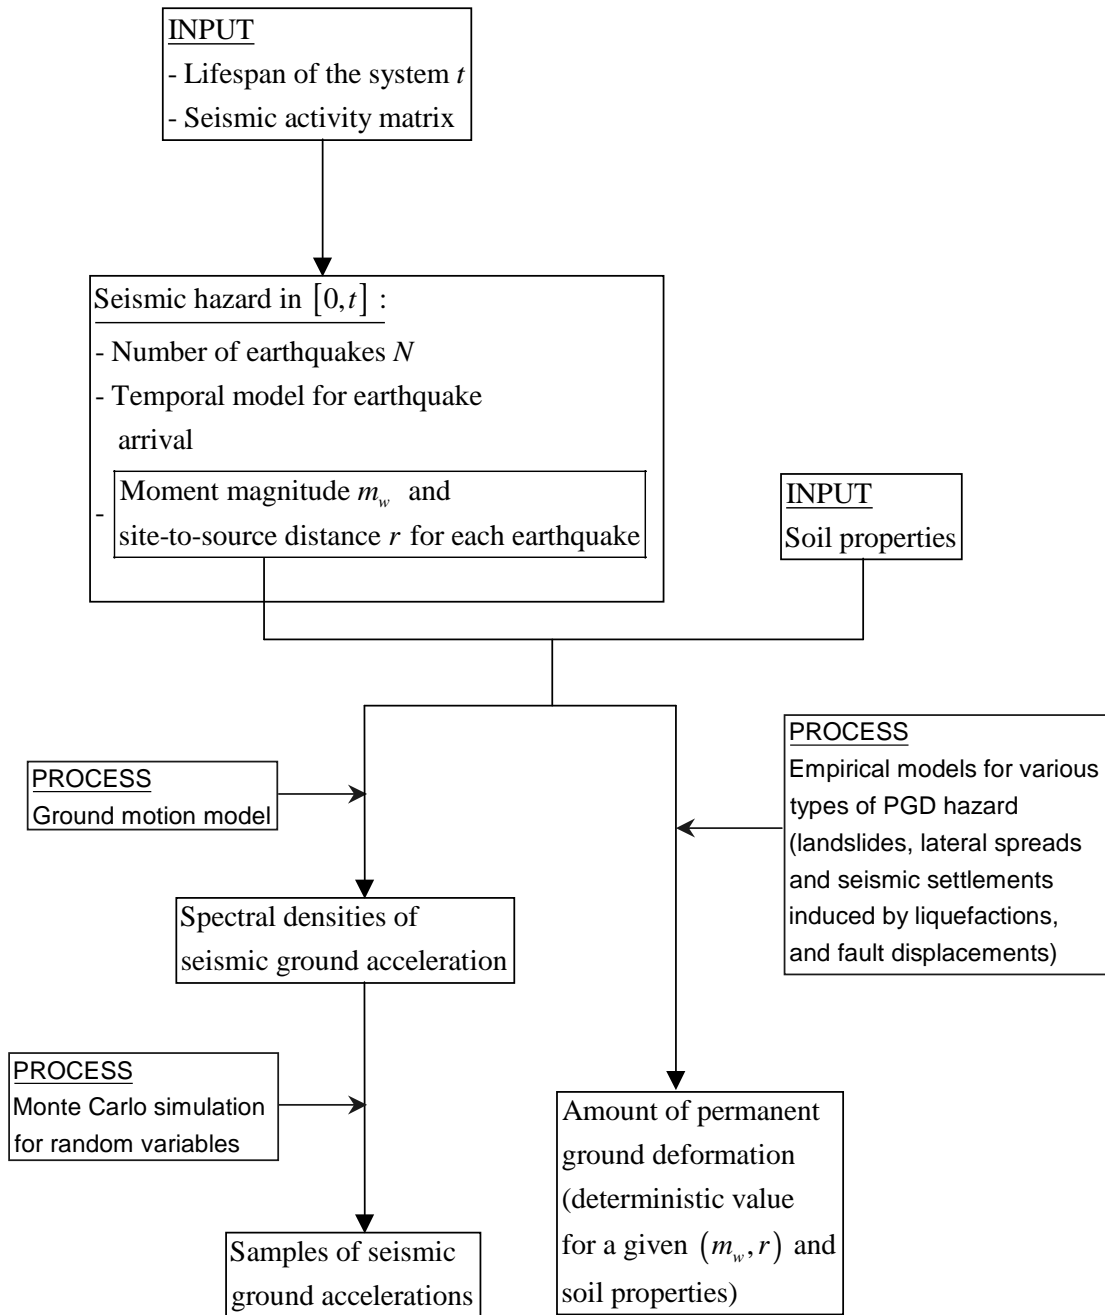 INPUT
- Lifespan of the system t
- Seismic activity matrix
Seismic hazard in [0,t] :
- Number of earthquakes N
- Temporal model for earthquake
arrival
- Moment magnitude m_w and
site-to-source distance r for each earthquake
INPUT
Soil properties
PROCESS
Ground motion model
PROCESS
Empirical models for various
types of PGD hazard
(landslides, lateral spreads
and seismic settlements
induced by liquefactions,
and fault displacements)
Spectral densities of
seismic ground acceleration
PROCESS
Monte Carlo simulation
for random variables
Amount of permanent
ground deformation
(deterministic value
for a given (m_w,r) and
soil properties)
Samples of seismic
ground accelerations